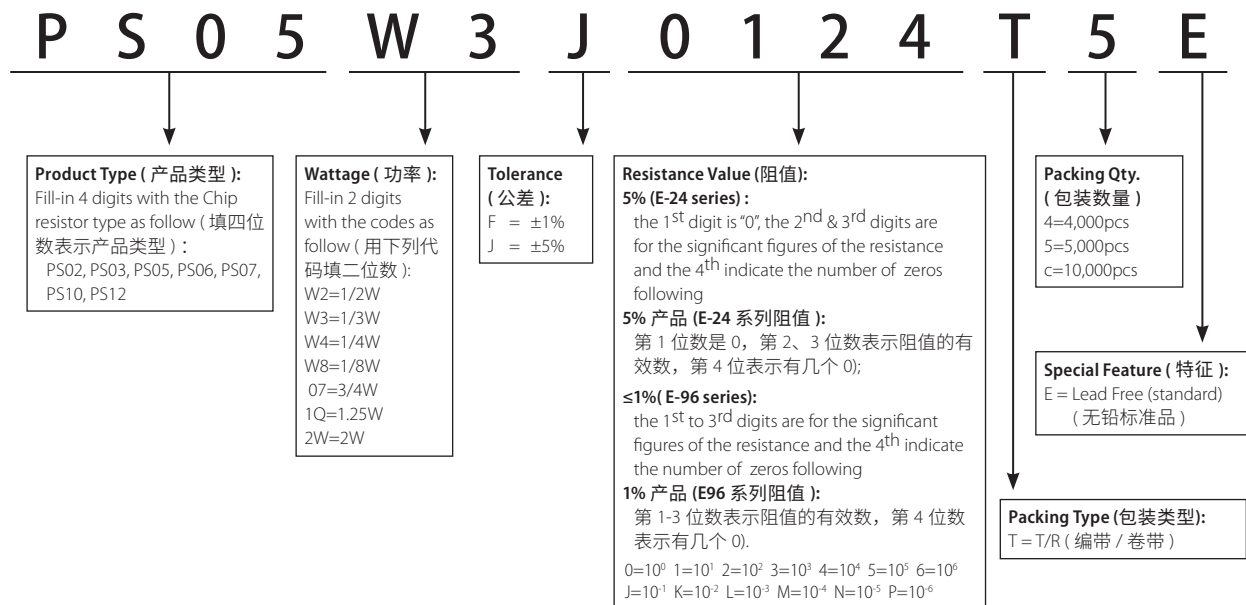 P S 0 5 W 3 J 0 1 2 4 T 5 E
Product Type ( 产品类型 ):
Fill-in 4 digits with the Chip
resistor type as follow ( 填四位
数表示产品类型 ) :
PS02, PS03, PS05, PS06, PS07,
PS10, PS12
Wattage ( 功率 ):
Fill-in 2 digits
with the codes as
follow ( 用下列代
码填二位数 ):
W2=1/2W
W3=1/3W
W4=1/4W
W8=1/8W
07=3/4W
1Q=1.25W
2W=2W
Tolerance
( 公差 ):
F = ±1%
J = ±5%
Resistance Value (阻值):
5% (E-24 series) :
the 1st digit is “0”, the 2nd & 3rd digits are
for the significant figures of the resistance
and the 4th indicate the number of zeros
following
5% 产品 (E-24 系列阻值 ):
第 1 位数是 0，第 2、3 位数表示阻值的有
效数，第 4 位表示有几个 0);
≤1%( E-96 series):
the 1st to 3rd digits are for the significant
figures of the resistance and the 4th indicate
the number of zeros following
1% 产品 (E96 系列阻值 ):
第 1-3 位数表示阻值的有效数，第 4 位数
表示有几个 0).
0=10⁰ 1=10¹ 2=10² 3=10³ 4=10⁴ 5=10⁵ 6=10⁶
J=10⁻¹ K=10⁻² L=10⁻³ M=10⁻⁴ N=10⁻⁵ P=10⁻⁶
Packing Qty.
( 包装数量 )
4=4,000pcs
5=5,000pcs
c=10,000pcs
Special Feature ( 特征 ):
E = Lead Free (standard)
( 无铅标准品 )
Packing Type (包装类型):
T = T/R ( 编带 / 卷带 )